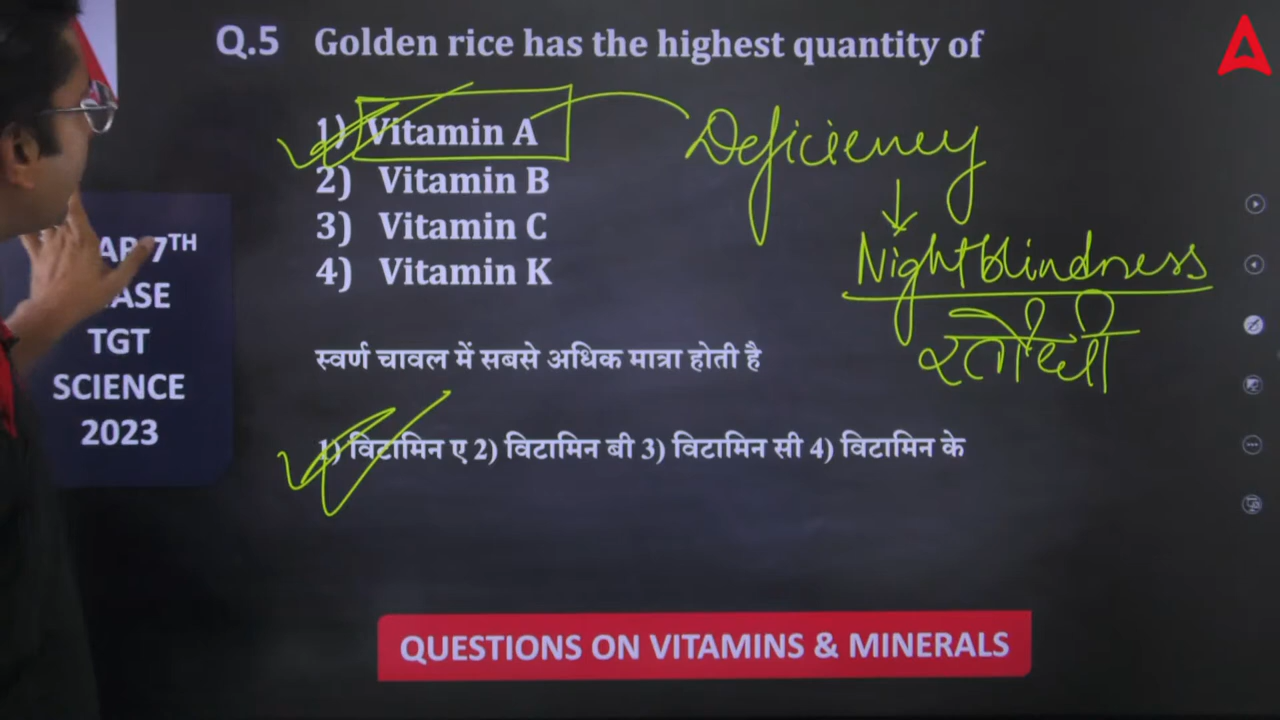 Q.5 Golden rice has the highest quantity of
1) Vitamin A
2) Vitamin B
3) Vitamin C
4) Vitamin K
Deficiency
Nightblindness
रतौंधी
7TH
TGT
SCIENCE
2023
स्वर्ण चावल में सबसे अधिक मात्रा होती है
1) विटामिन ए 2) विटामिन बी 3) विटामिन सी 4) विटामिन के
QUESTIONS ON VITAMINS & MINERALS